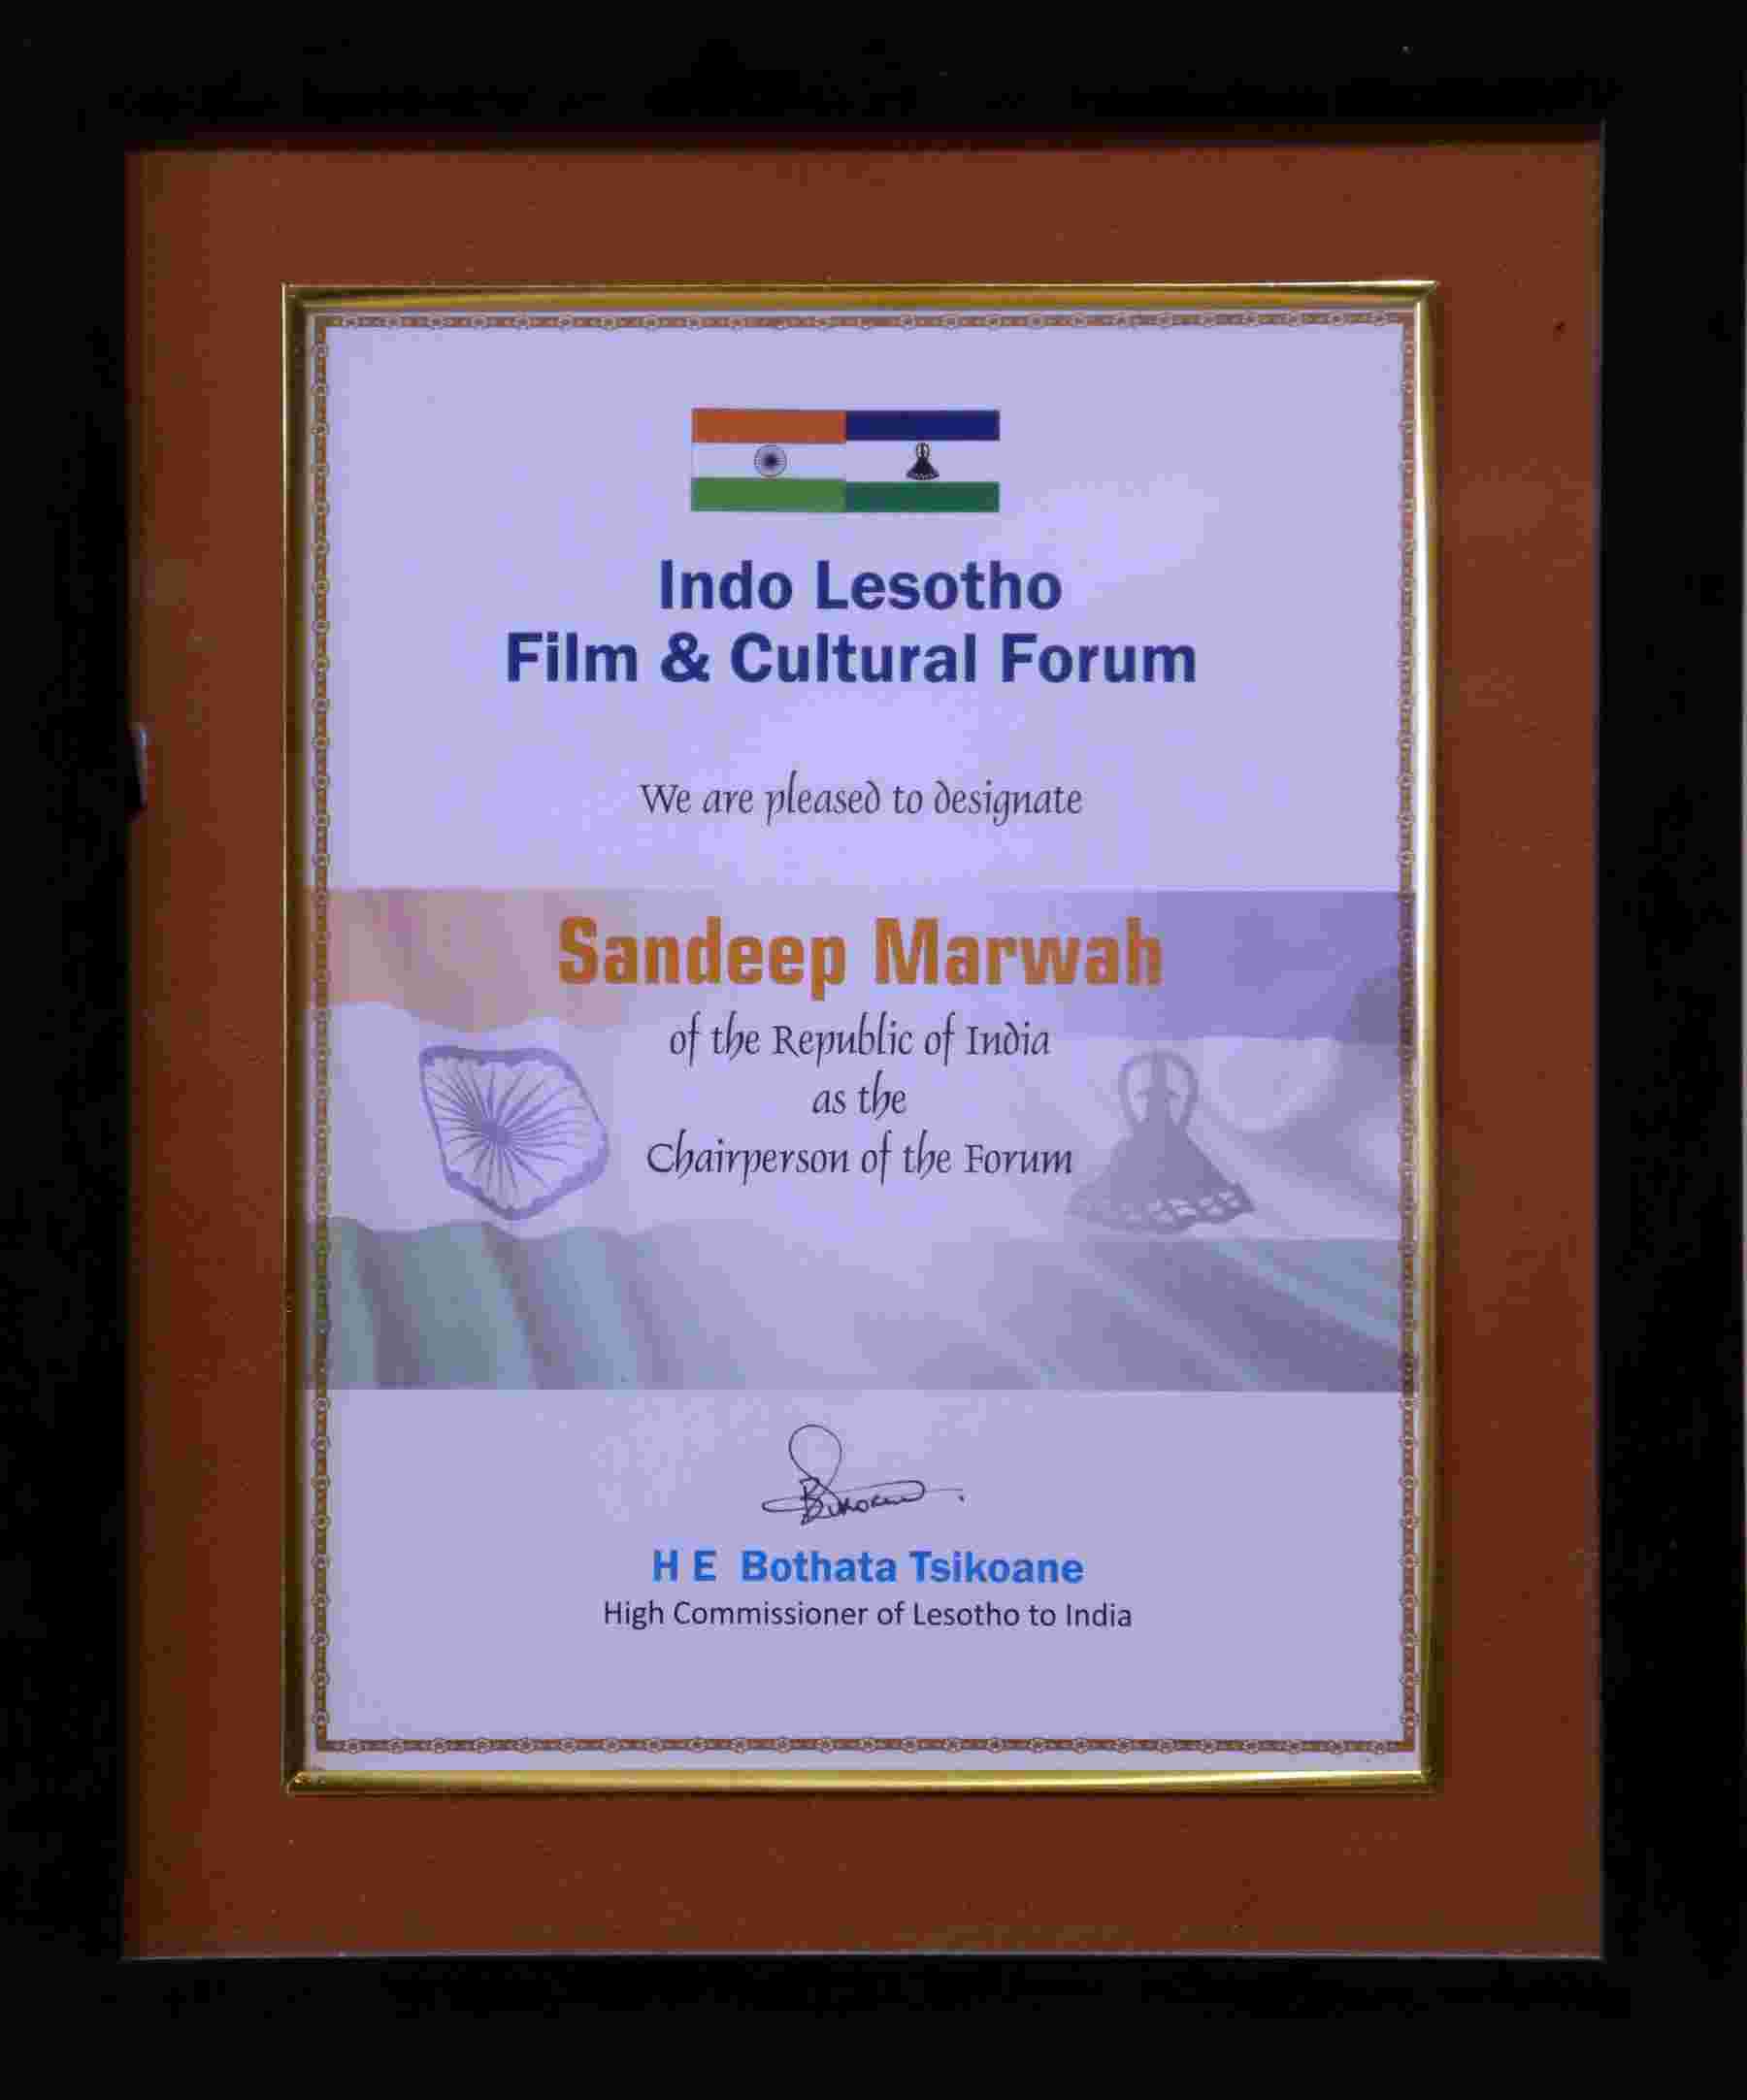 Indo Lesotho
Film & Cultural Forum
We are pleased to designate
Sandeep Marwah
of the Republic of India
as the
Chairperson of the Forum
H E Bothata Tsikoane
High Commissioner of Lesotho to India